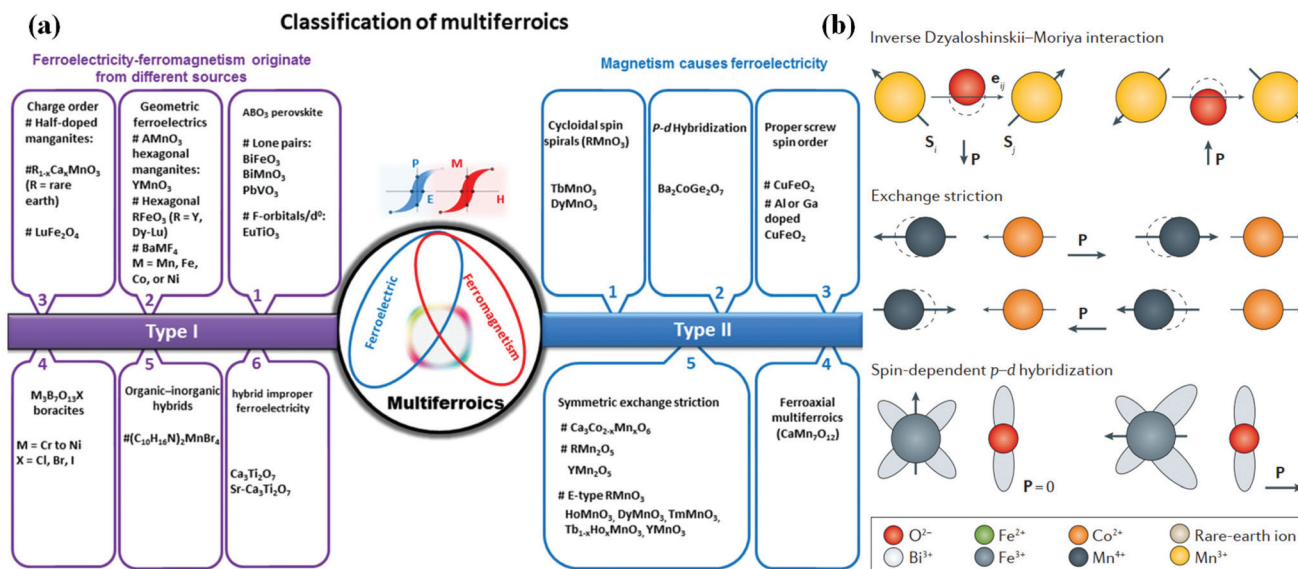 (a)
Classification of multiferroics
Ferroelectricity-ferromagnetism originate
from different sources
Magnetism causes ferroelectricity
Charge order
# Half-doped
manganites:
#R1-xCaxMnO3
(R = rare
earth)
# LuFe2O4
3
Geometric
ferroelectrics
# AMnO3
hexagonal
manganites:
YMnO3
# Hexagonal
RFeO3 (R = Y,
Dy-Lu)
# BaMF4
M = Mn, Fe,
Co, or Ni
2
ABO3 perovskite
# Lone pairs:
BiFeO3
BiMnO3
PbVO3
# F-orbitals/d⁰:
EuTiO3
1
P
E
M
H
Cycloidal spin
spirals (RMnO3)
TbMnO3
DyMnO3
1
P-d Hybridization
Ba2CoGe2O7
2
Proper screw
spin order
# CuFeO2
# Al or Ga
doped
CuFeO2
3
Type I
Ferroelectric
Ferromagnetism
Multiferroics
Type II
4
M3B7O13X
boracites
M = Cr to Ni
X = Cl, Br, I
5
Organic–inorganic
hybrids
#(C10H16N)2MnBr4
6
hybrid improper
ferroelectricity
Ca3Ti2O7
Sr-Ca3Ti2O7
5
Symmetric exchange striction
# Ca3Co2-xMnxO6
# RMn2O5
YMn2O5
# E-type RMnO3
HoMnO3, DyMnO3, TmMnO3,
Tb1-xHoxMnO3, YMnO3
4
Ferroaxial
multiferroics
(CaMn7O12)
(b)
Inverse Dzyaloshinskii–Moriya interaction
eij
Si
Sj
P
P
Exchange striction
P
P
Spin-dependent p–d hybridization
P = 0
P
O2−
Fe2+
Co2+
Rare-earth ion
Bi3+
Fe3+
Mn4+
Mn3+